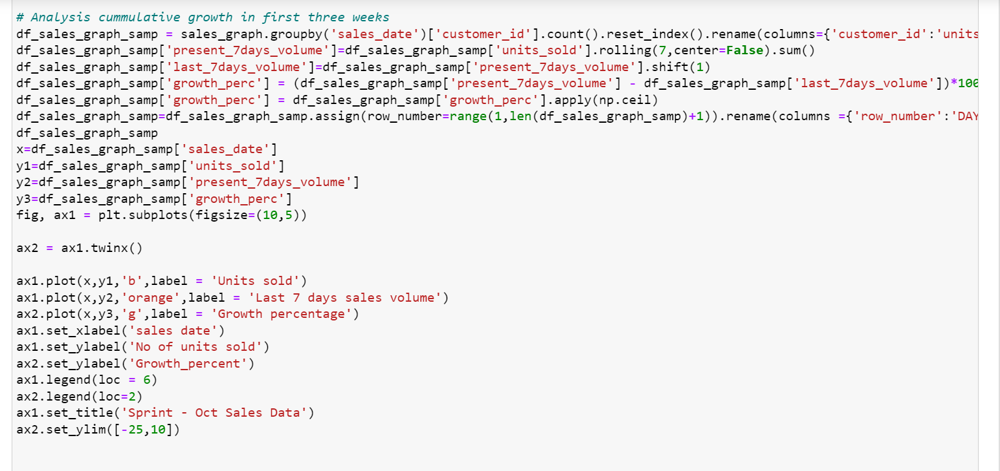 # Analysis cummulative growth in first three weeks
df_sales_graph_samp = sales_graph.groupby('sales_date')['customer_id'].count().reset_index().rename(columns={'customer_id':'units
df_sales_graph_samp['present_7days_volume']=df_sales_graph_samp['units_sold'].rolling(7,center=False).sum()
df_sales_graph_samp['last_7days_volume']=df_sales_graph_samp['present_7days_volume'].shift(1)
df_sales_graph_samp['growth_perc'] = (df_sales_graph_samp['present_7days_volume'] - df_sales_graph_samp['last_7days_volume'])*100
df_sales_graph_samp['growth_perc'] = df_sales_graph_samp['growth_perc'].apply(np.ceil)
df_sales_graph_samp=df_sales_graph_samp.assign(row_number=range(1,len(df_sales_graph_samp)+1)).rename(columns ={'row_number':'DAY
df_sales_graph_samp
x=df_sales_graph_samp['sales_date']
y1=df_sales_graph_samp['units_sold']
y2=df_sales_graph_samp['present_7days_volume']
y3=df_sales_graph_samp['growth_perc']
fig, ax1 = plt.subplots(figsize=(10,5))
ax2 = ax1.twinx()
ax1.plot(x,y1,'b',label = 'Units sold')
ax1.plot(x,y2,'orange',label = 'Last 7 days sales volume')
ax2.plot(x,y3,'g',label = 'Growth percentage')
ax1.set_xlabel('sales date')
ax1.set_ylabel('No of units sold')
ax2.set_ylabel('Growth_percent')
ax1.legend(loc = 6)
ax2.legend(loc=2)
ax1.set_title('Sprint - Oct Sales Data')
ax2.set_ylim([-25,10])